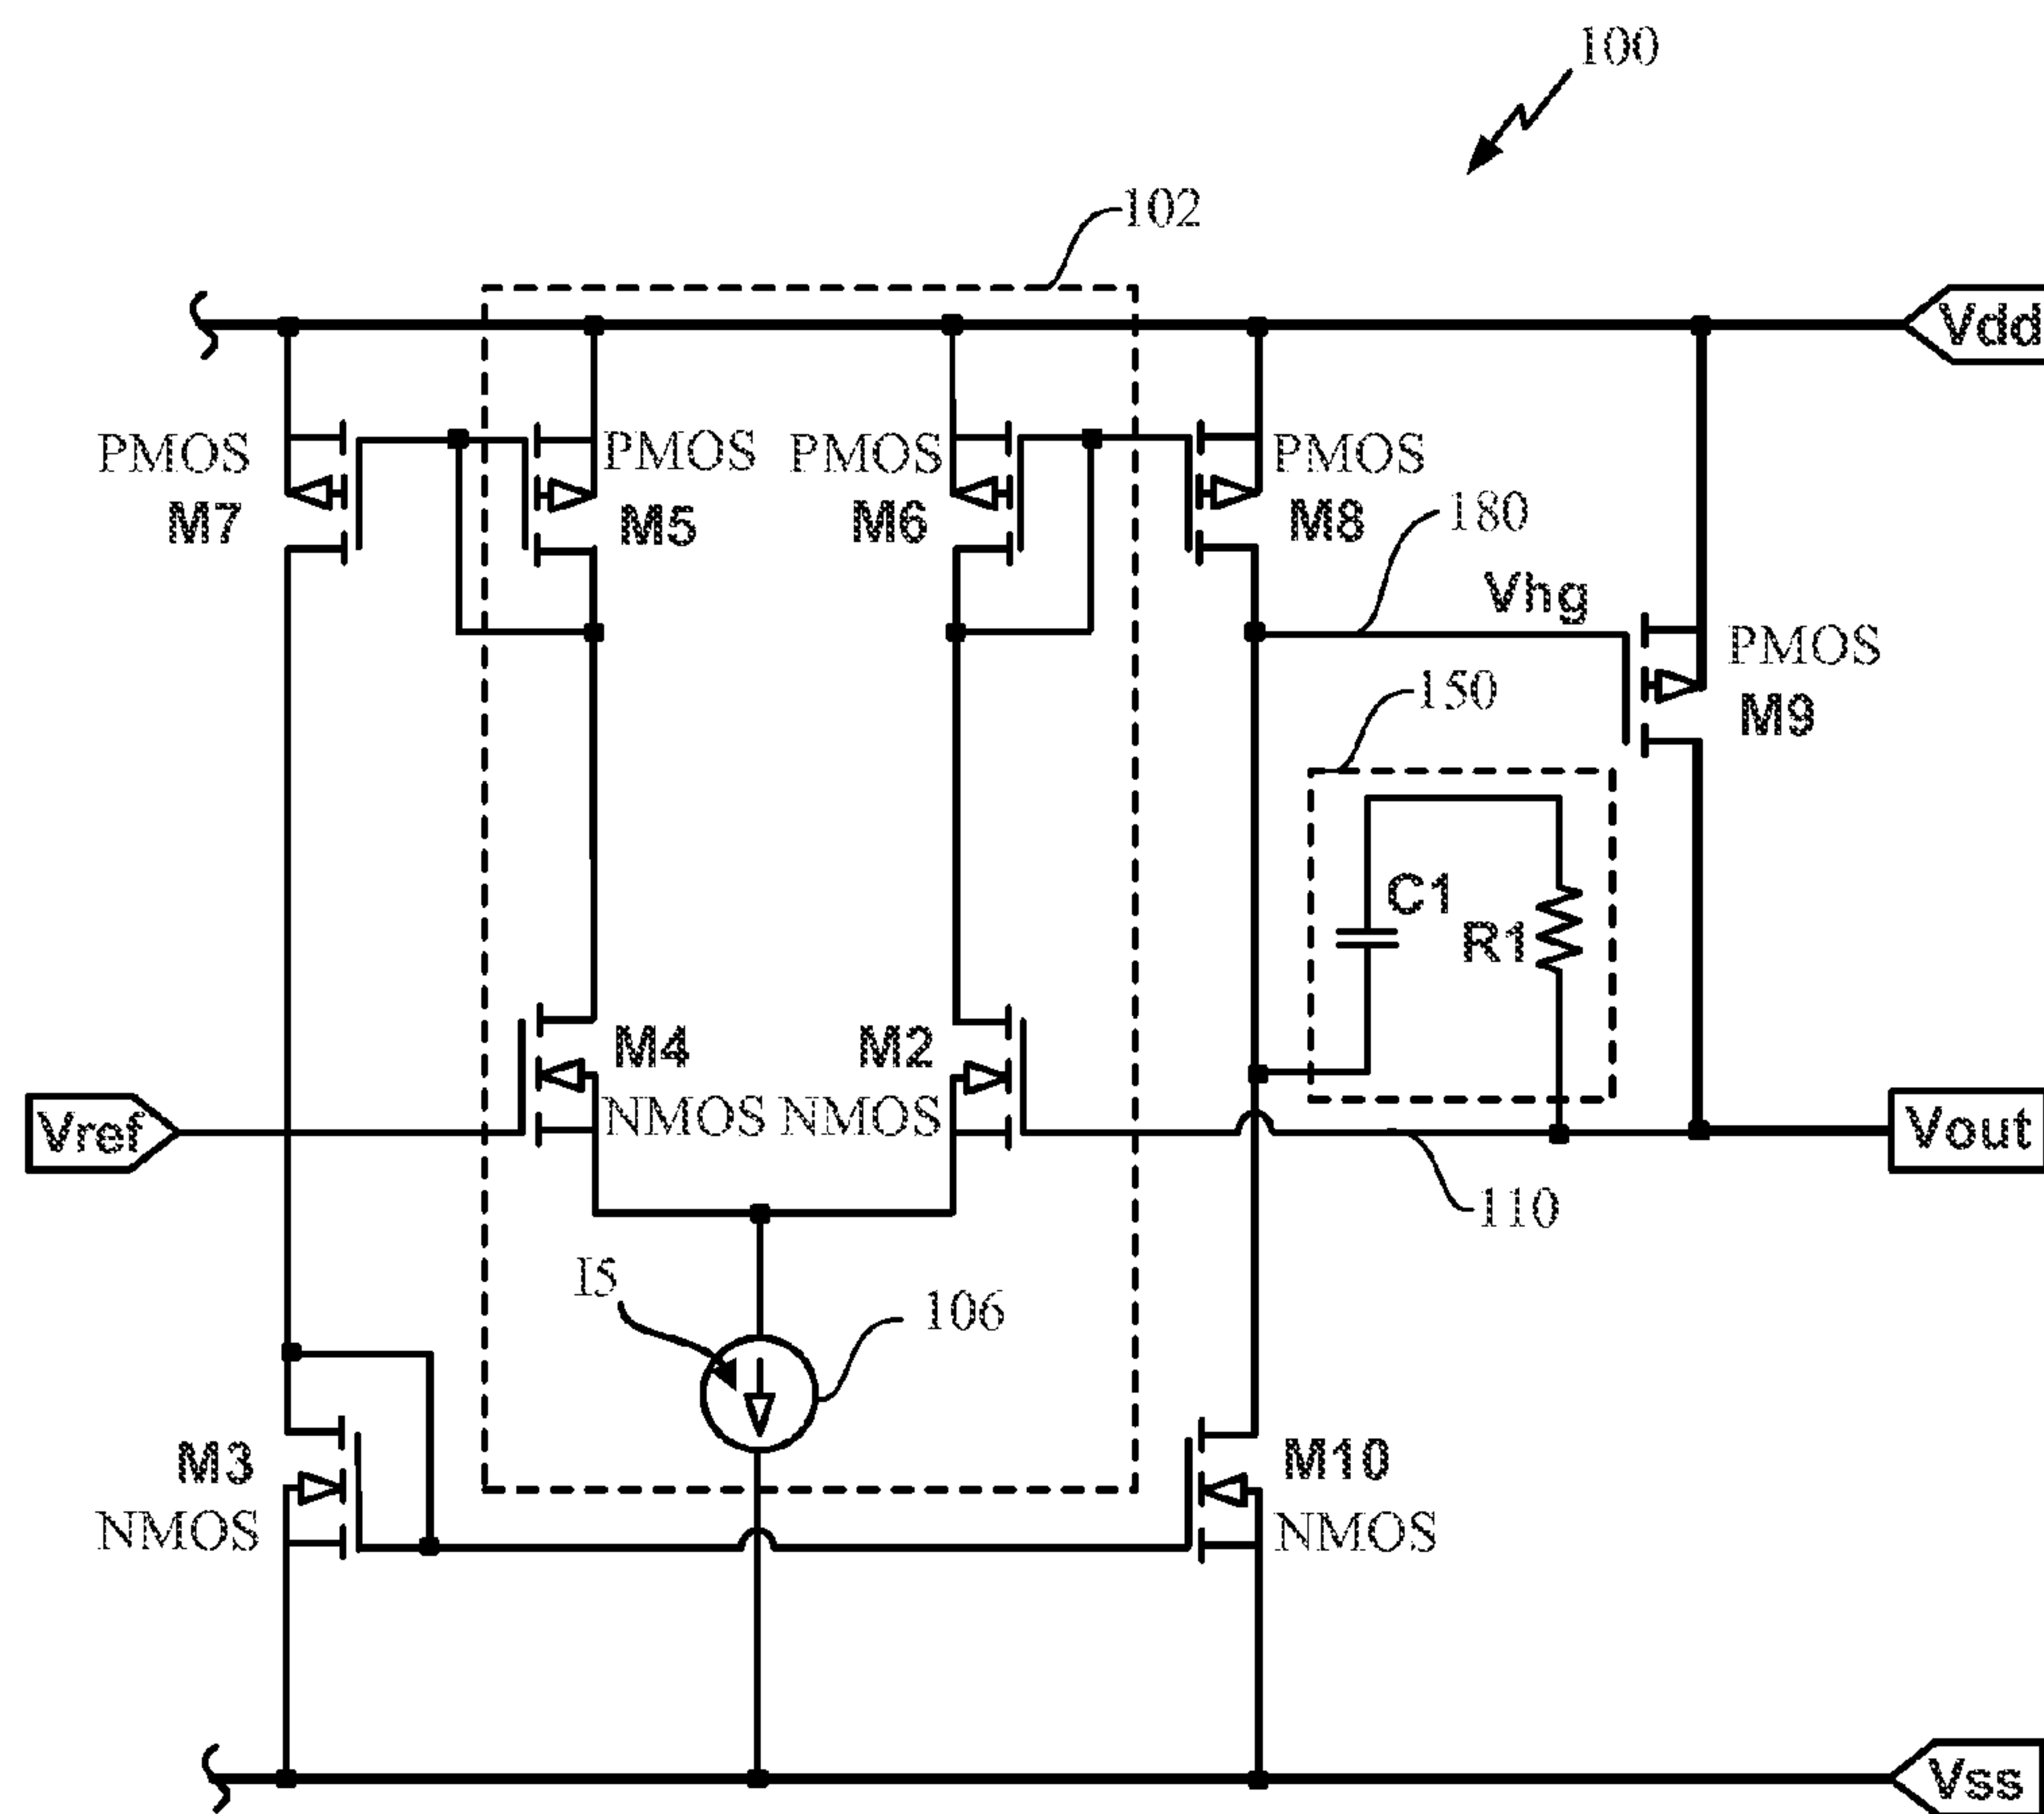 100
102
Vdd
PMOS
M7
PMOS
M5
PMOS
M6
PMOS
M8
180
Vhg
PMOS
M9
150
C1
R1
M4
NMOS
M2
NMOS
Vref
Vout
110
I5
106
M3
NMOS
M10
NMOS
Vss